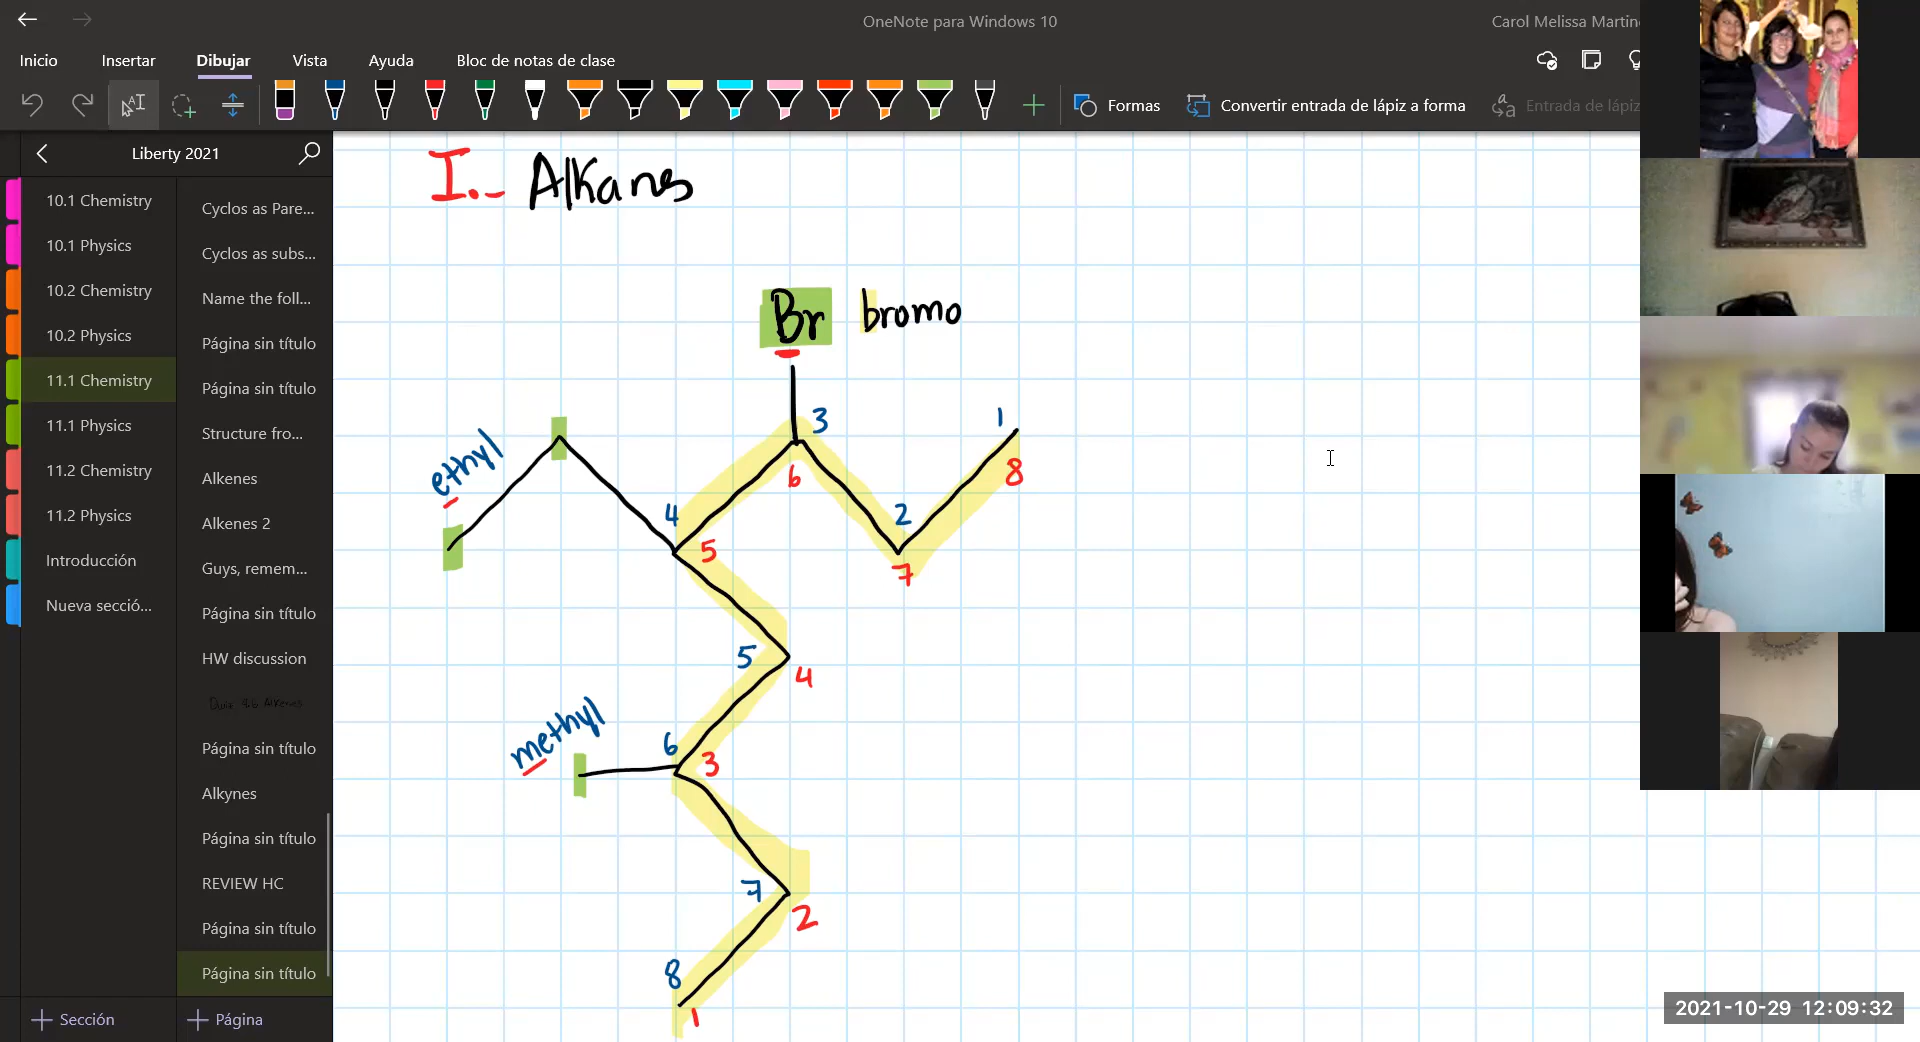 OneNote para Windows 10
Carol Melissa Martin
Inicio
Insertar
Dibujar
Vista
Ayuda
Bloc de notas de clase
Formas
Convertir entrada de lápiz a forma
Entrada de lápiz
Liberty 2021
10.1 Chemistry
10.1 Physics
10.2 Chemistry
10.2 Physics
11.1 Chemistry
11.1 Physics
11.2 Chemistry
11.2 Physics
Introducción
Nueva secció...
Sección
Cyclos as Pare...
Cyclos as subs...
Name the foll...
Página sin título
Página sin título
Structure fro...
Alkenes
Alkenes 2
Guys, remem...
Página sin título
HW discussion
Página sin título
Alkynes
Página sin título
REVIEW HC
Página sin título
Página sin título
Página
I.- Alkanes
Br bromo
3
1
ethyl
6
8
4
2
5
7
5
4
methyl
6
3
7
2
8
1
2021-10-29 12:09:32